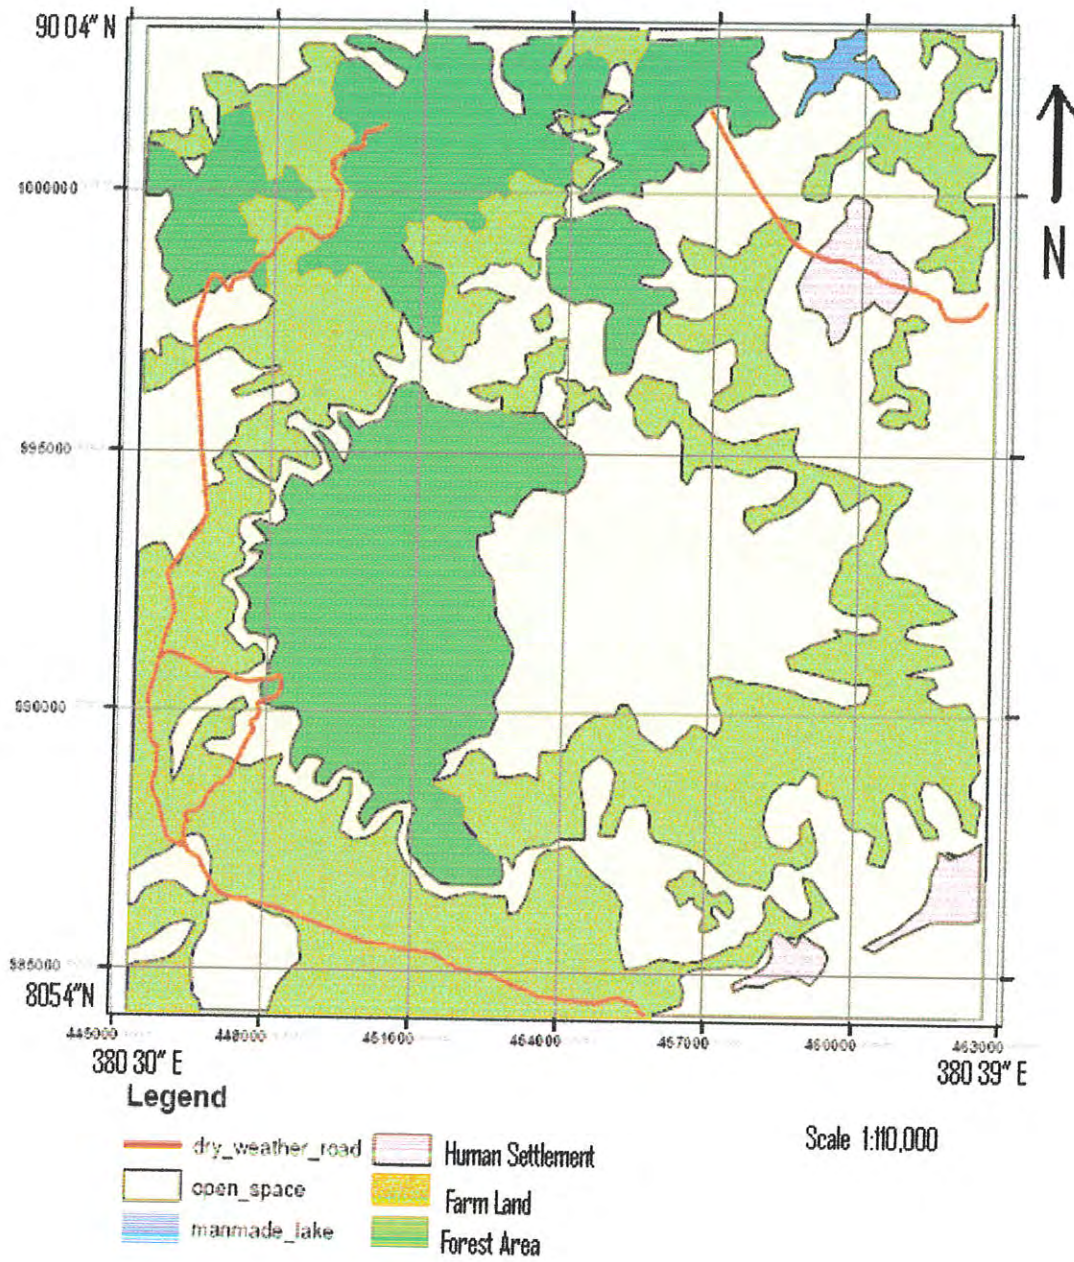 90 04" N
N
1000000
995000
990000
985000
8054"N
445000 448000 451000 454000 457000 460000 463000
380 30" E
380 39" E
Legend
dry_weather_road
Human Settlement
Scale 1:110,000
open_space
Farm Land
manmade_lake
Forest Area